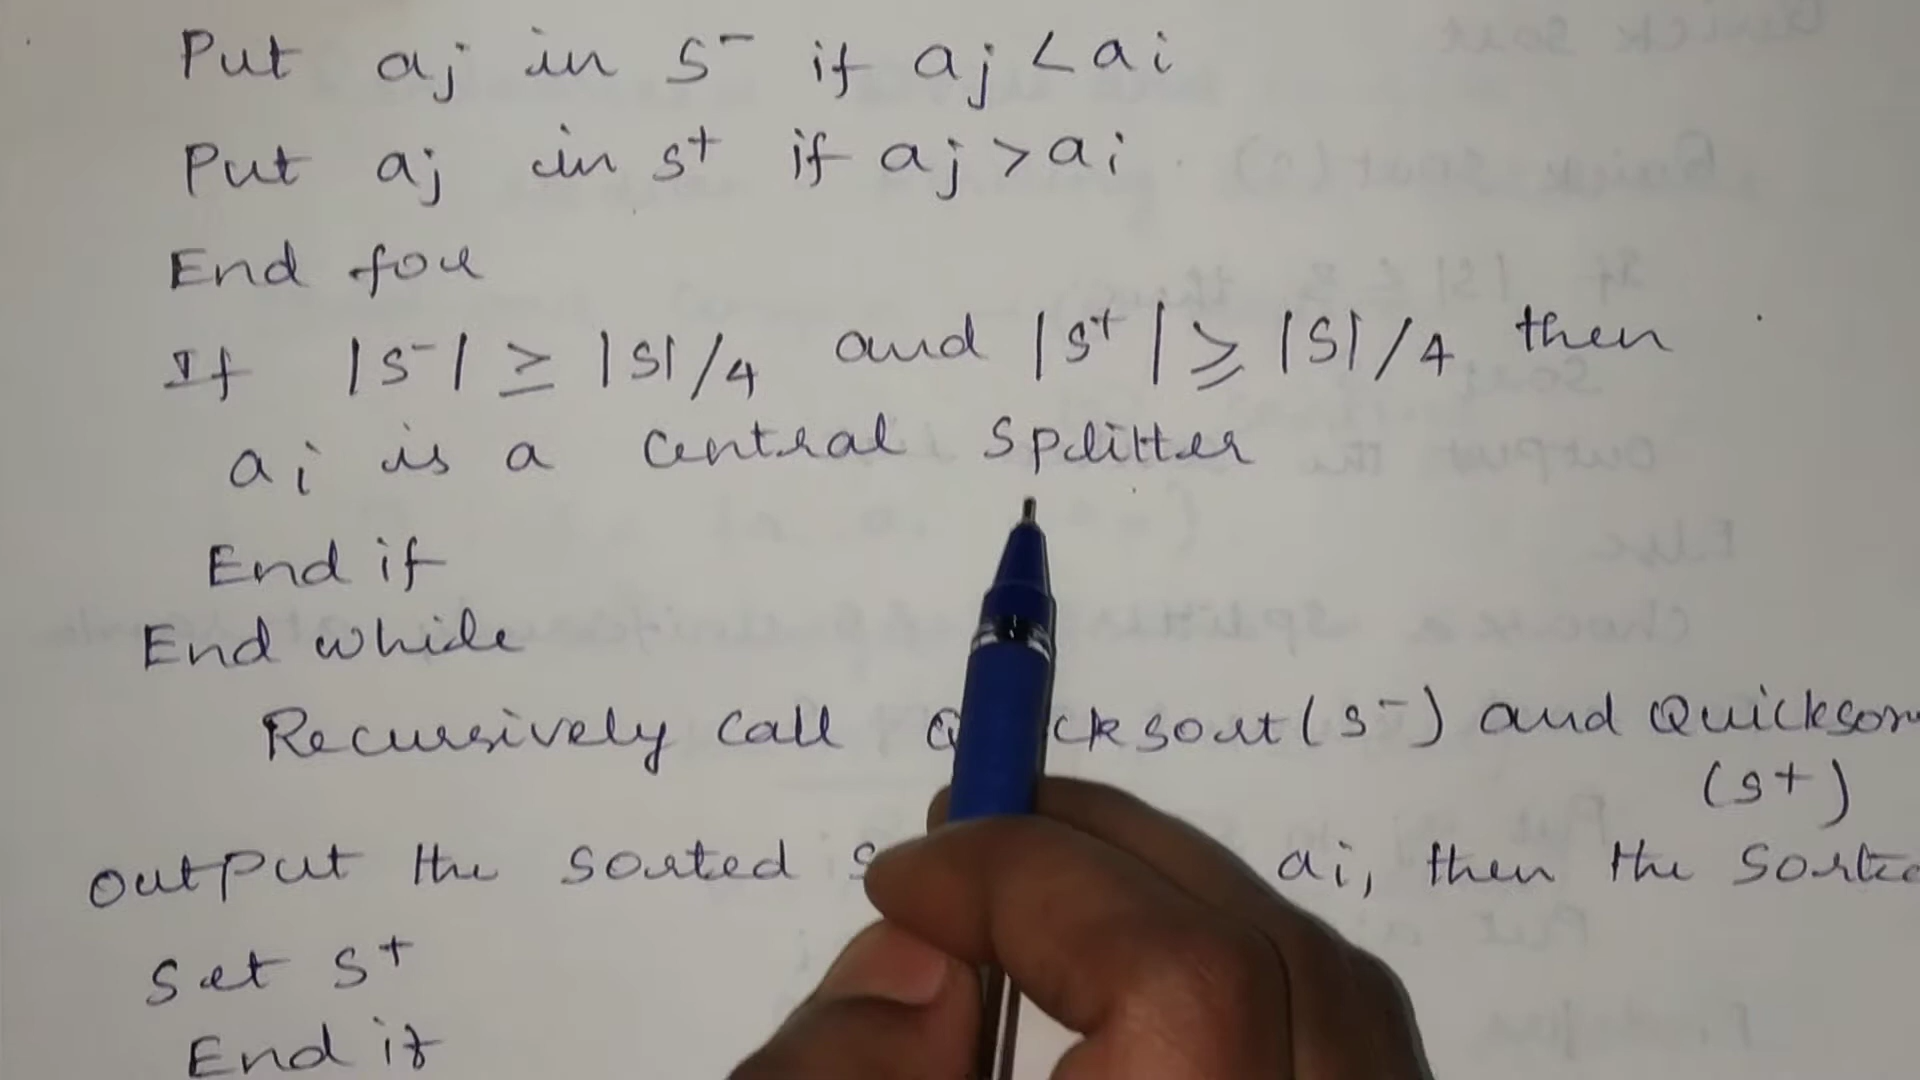 Put aj in S⁻ if aj < ai
Put aj in S⁺ if aj > ai
End for
If |S⁻| ≥ |S|/4 and |S⁺| ≥ |S|/4 then
ai is a Central Splitter
End if
End while
Recursively call Quicksort(S⁻) and Quicksor
(S+)
output the sorted S ai, then the Sorte
Set S⁺
End if